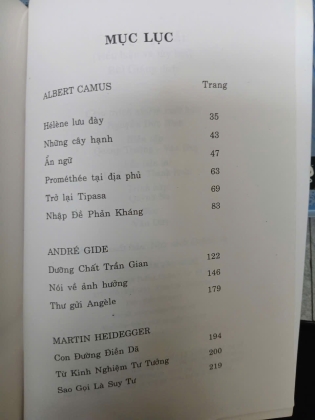 MỤC LỤC
ALBERT CAMUS Trang
Hélène lưu đày 35
Những cây hạnh 43
Ẩn ngữ 47
Prométhée tại địa phủ 63
Trở lại Tipasa 69
Nhập Đề Phản Kháng 83
ANDRÉ GIDE
Dưỡng Chất Trần Gian 122
Nói về ảnh hưởng 146
Thư gửi Angèle 179
MARTIN HEIDEGGER
Con Đường Điền Dã 194
Từ Kinh Nghiệm Tư Tưởng 200
Sao Gọi Là Suy Tư 219